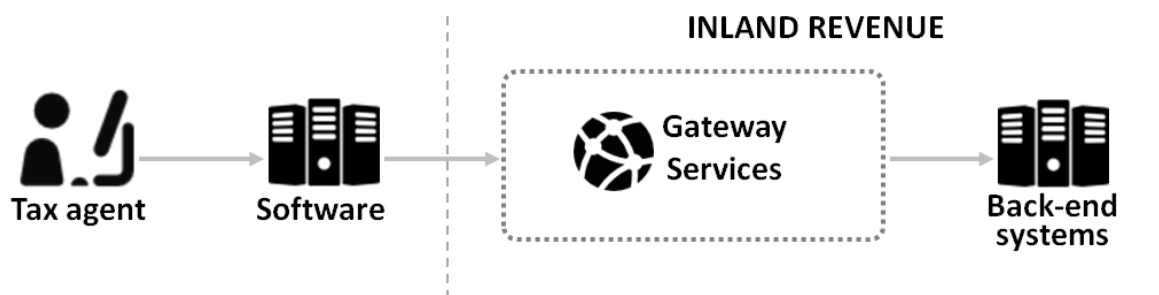 INLAND REVENUE
Gateway
Services
Tax agent
Software
Back-end
systems